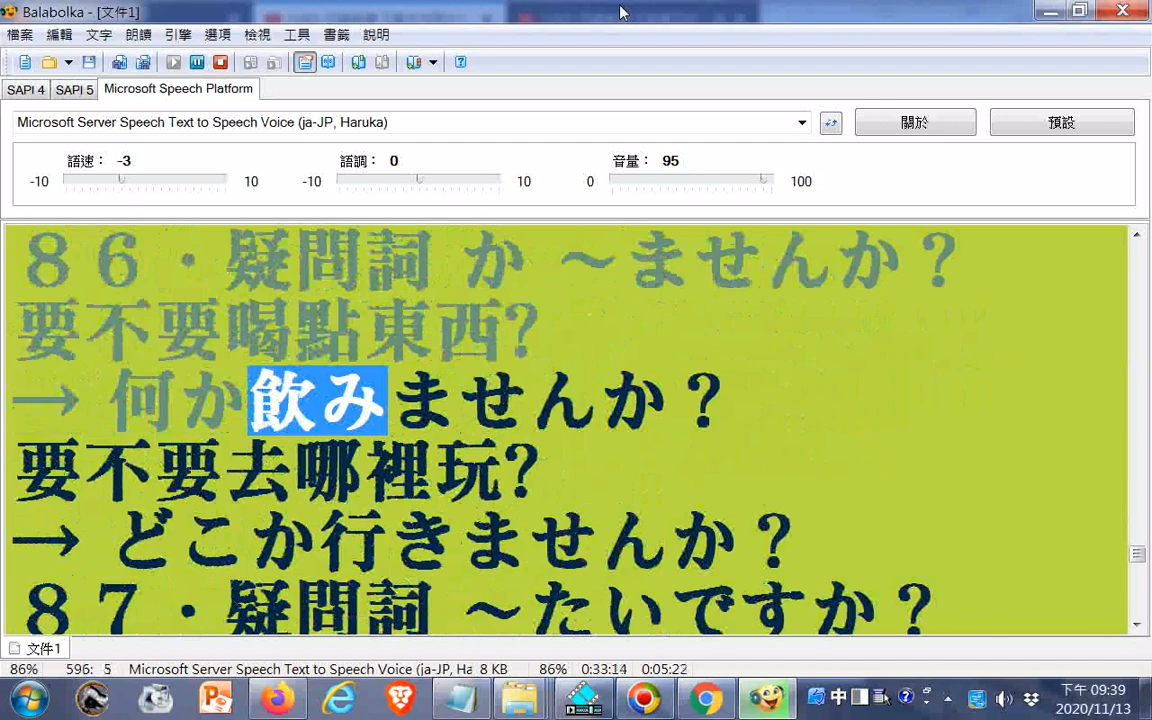 Balabolka - [文件1]
檔案 編輯 文字 朗讀 引擎 選項 檢視 工具 書籤 說明
SAPI 4 SAPI 5 Microsoft Speech Platform
Microsoft Server Speech Text to Speech Voice (ja-JP, Haruka) 關於 預設
語速： -3 語調： 0 音量： 95
-10 10 -10 10 0 100
８６・疑問詞 か ～ませんか？
要不要喝點東西?
→ 何か飲みませんか？
要不要去哪裡玩?
→ どこか行きませんか？
８７・疑問詞 ～たいですか？
文件1
86% 596: 5 Microsoft Server Speech Text to Speech Voice (ja-JP, Ha 8 KB 86% 0:33:14 0:05:22
中 下午 09:39
2020/11/13